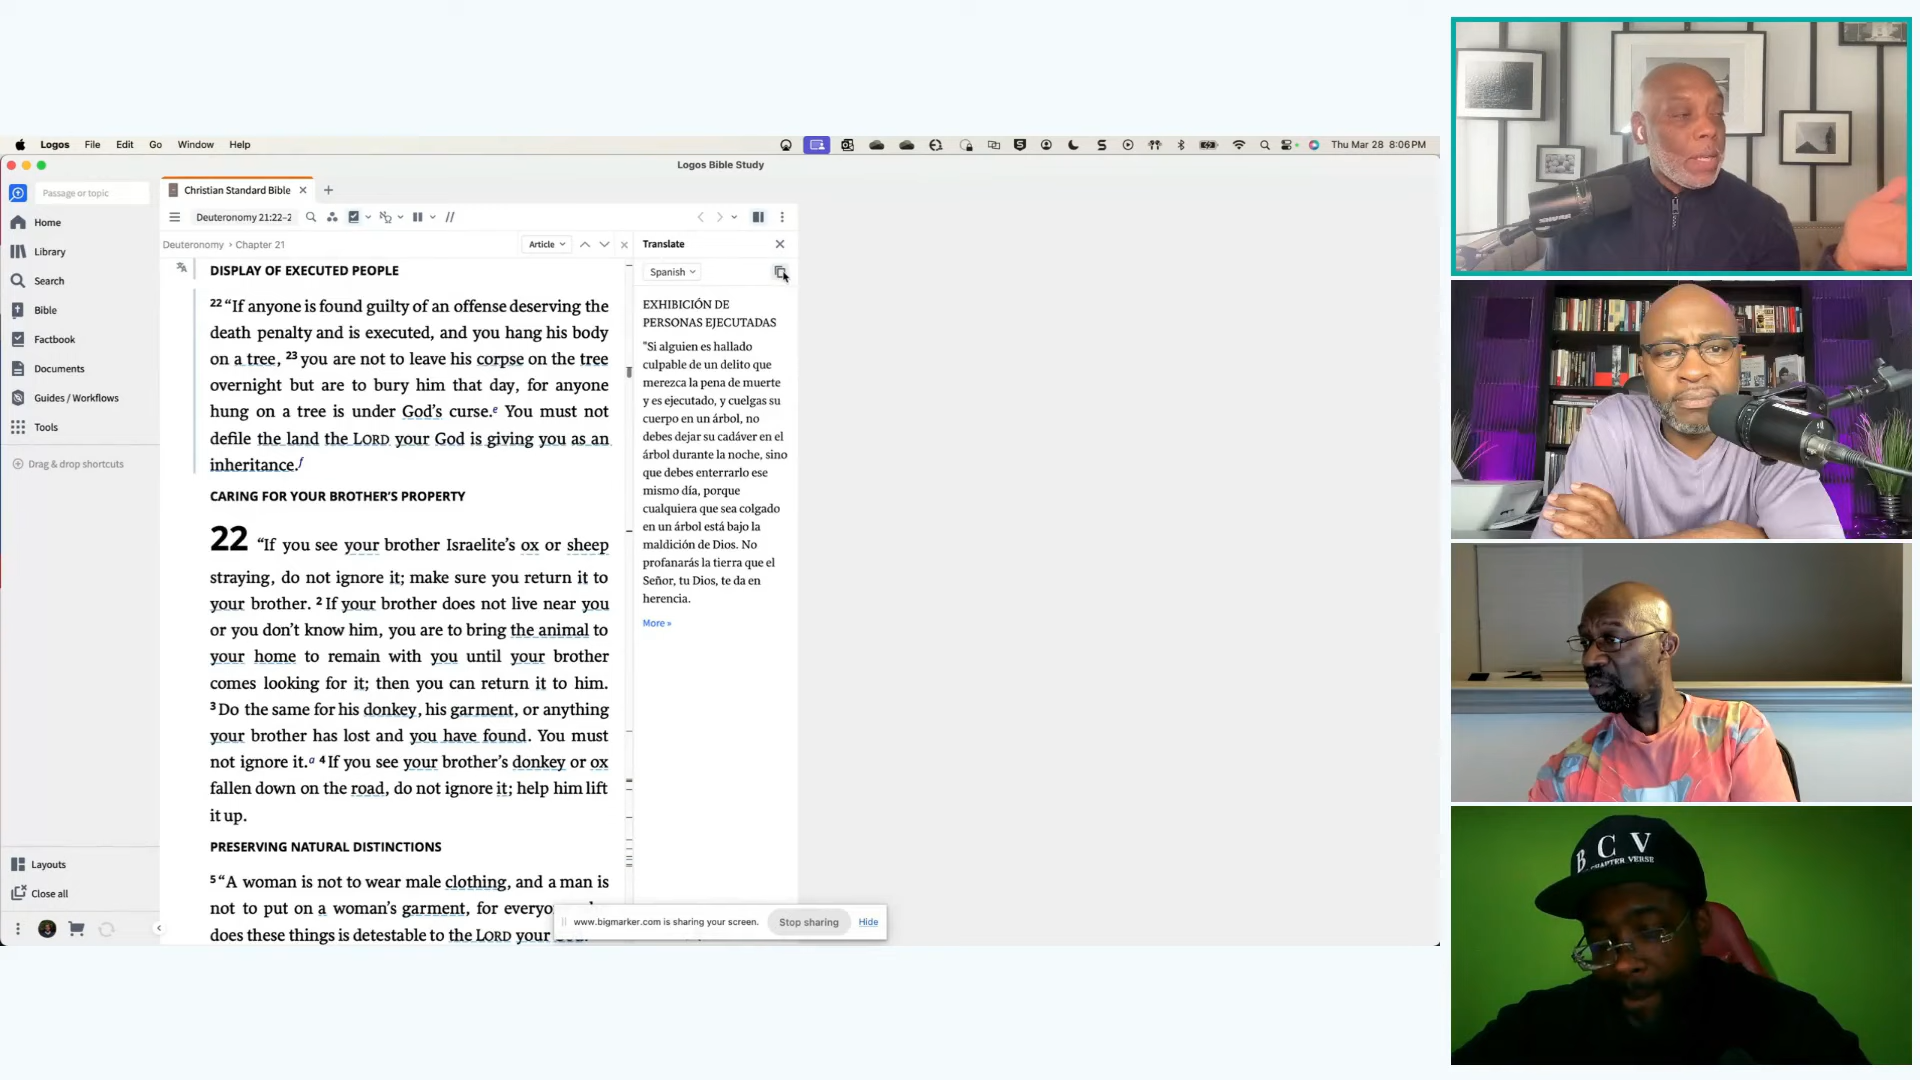 Logos File Edit Go Window Help
Thu Mar 28 8:06 PM
Logos Bible Study
Passage or topic
Home
Library
Search
Bible
Factbook
Documents
Guides / Workflows
Tools
Drag & drop shortcuts
Layouts
Close all
Christian Standard Bible
Deuteronomy 21:22–2
Deuteronomy › Chapter 21
Article
DISPLAY OF EXECUTED PEOPLE
22 “If anyone is found guilty of an offense deserving the
death penalty and is executed, and you hang his body
on a tree, 23 you are not to leave his corpse on the tree
overnight but are to bury him that day, for anyone
hung on a tree is under God’s curse.e You must not
defile the land the LORD your God is giving you as an
inheritance.f
CARING FOR YOUR BROTHER’S PROPERTY
22 “If you see your brother Israelite’s ox or sheep
straying, do not ignore it; make sure you return it to
your brother. 2 If your brother does not live near you
or you don’t know him, you are to bring the animal to
your home to remain with you until your brother
comes looking for it; then you can return it to him.
3 Do the same for his donkey, his garment, or anything
your brother has lost and you have found. You must
not ignore it.a 4 If you see your brother’s donkey or ox
fallen down on the road, do not ignore it; help him lift
it up.
PRESERVING NATURAL DISTINCTIONS
5 “A woman is not to wear male clothing, and a man is
not to put on a woman’s garment, for everyo
does these things is detestable to the LORD your
Translate
Spanish
EXHIBICIÓN DE
PERSONAS EJECUTADAS
"Si alguien es hallado
culpable de un delito que
merezca la pena de muerte
y es ejecutado, y cuelgas su
cuerpo en un árbol, no
debes dejar su cadáver en el
árbol durante la noche, sino
que debes enterrarlo ese
mismo día, porque
cualquiera que sea colgado
en un árbol está bajo la
maldición de Dios. No
profanarás la tierra que el
Señor, tu Dios, te da en
herencia.
More »
www.bigmarker.com is sharing your screen. Stop sharing Hide
B C V
CHAPTER VERSE